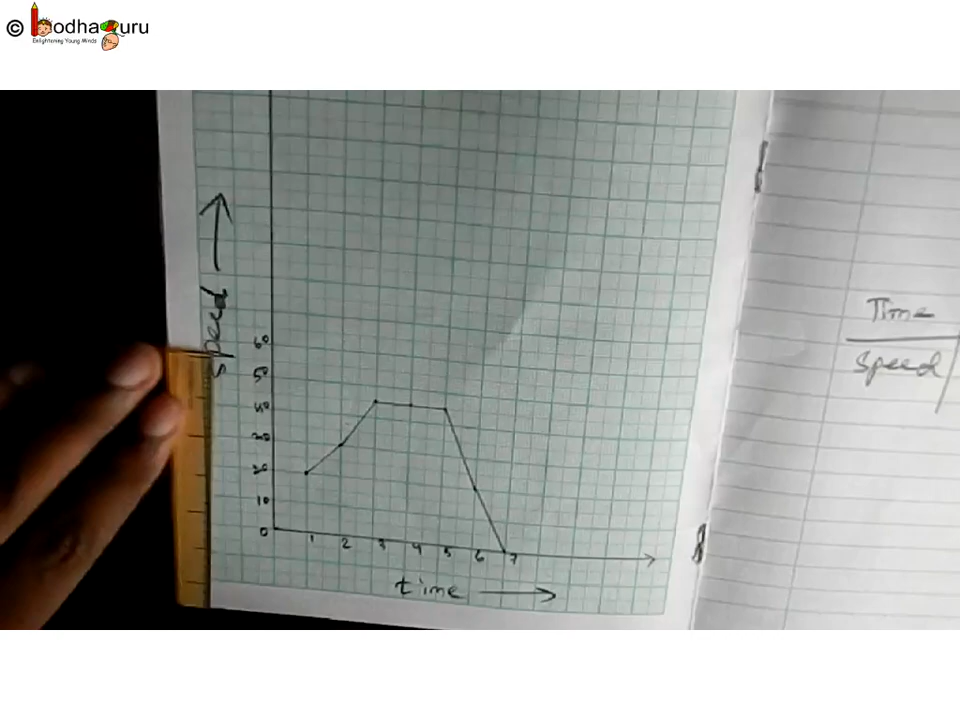 © BodhaGuru
Enlightening Young Minds
speed
60
50
40
30
20
10
0
1 2 3 4 5 6 7
time
Time
speed